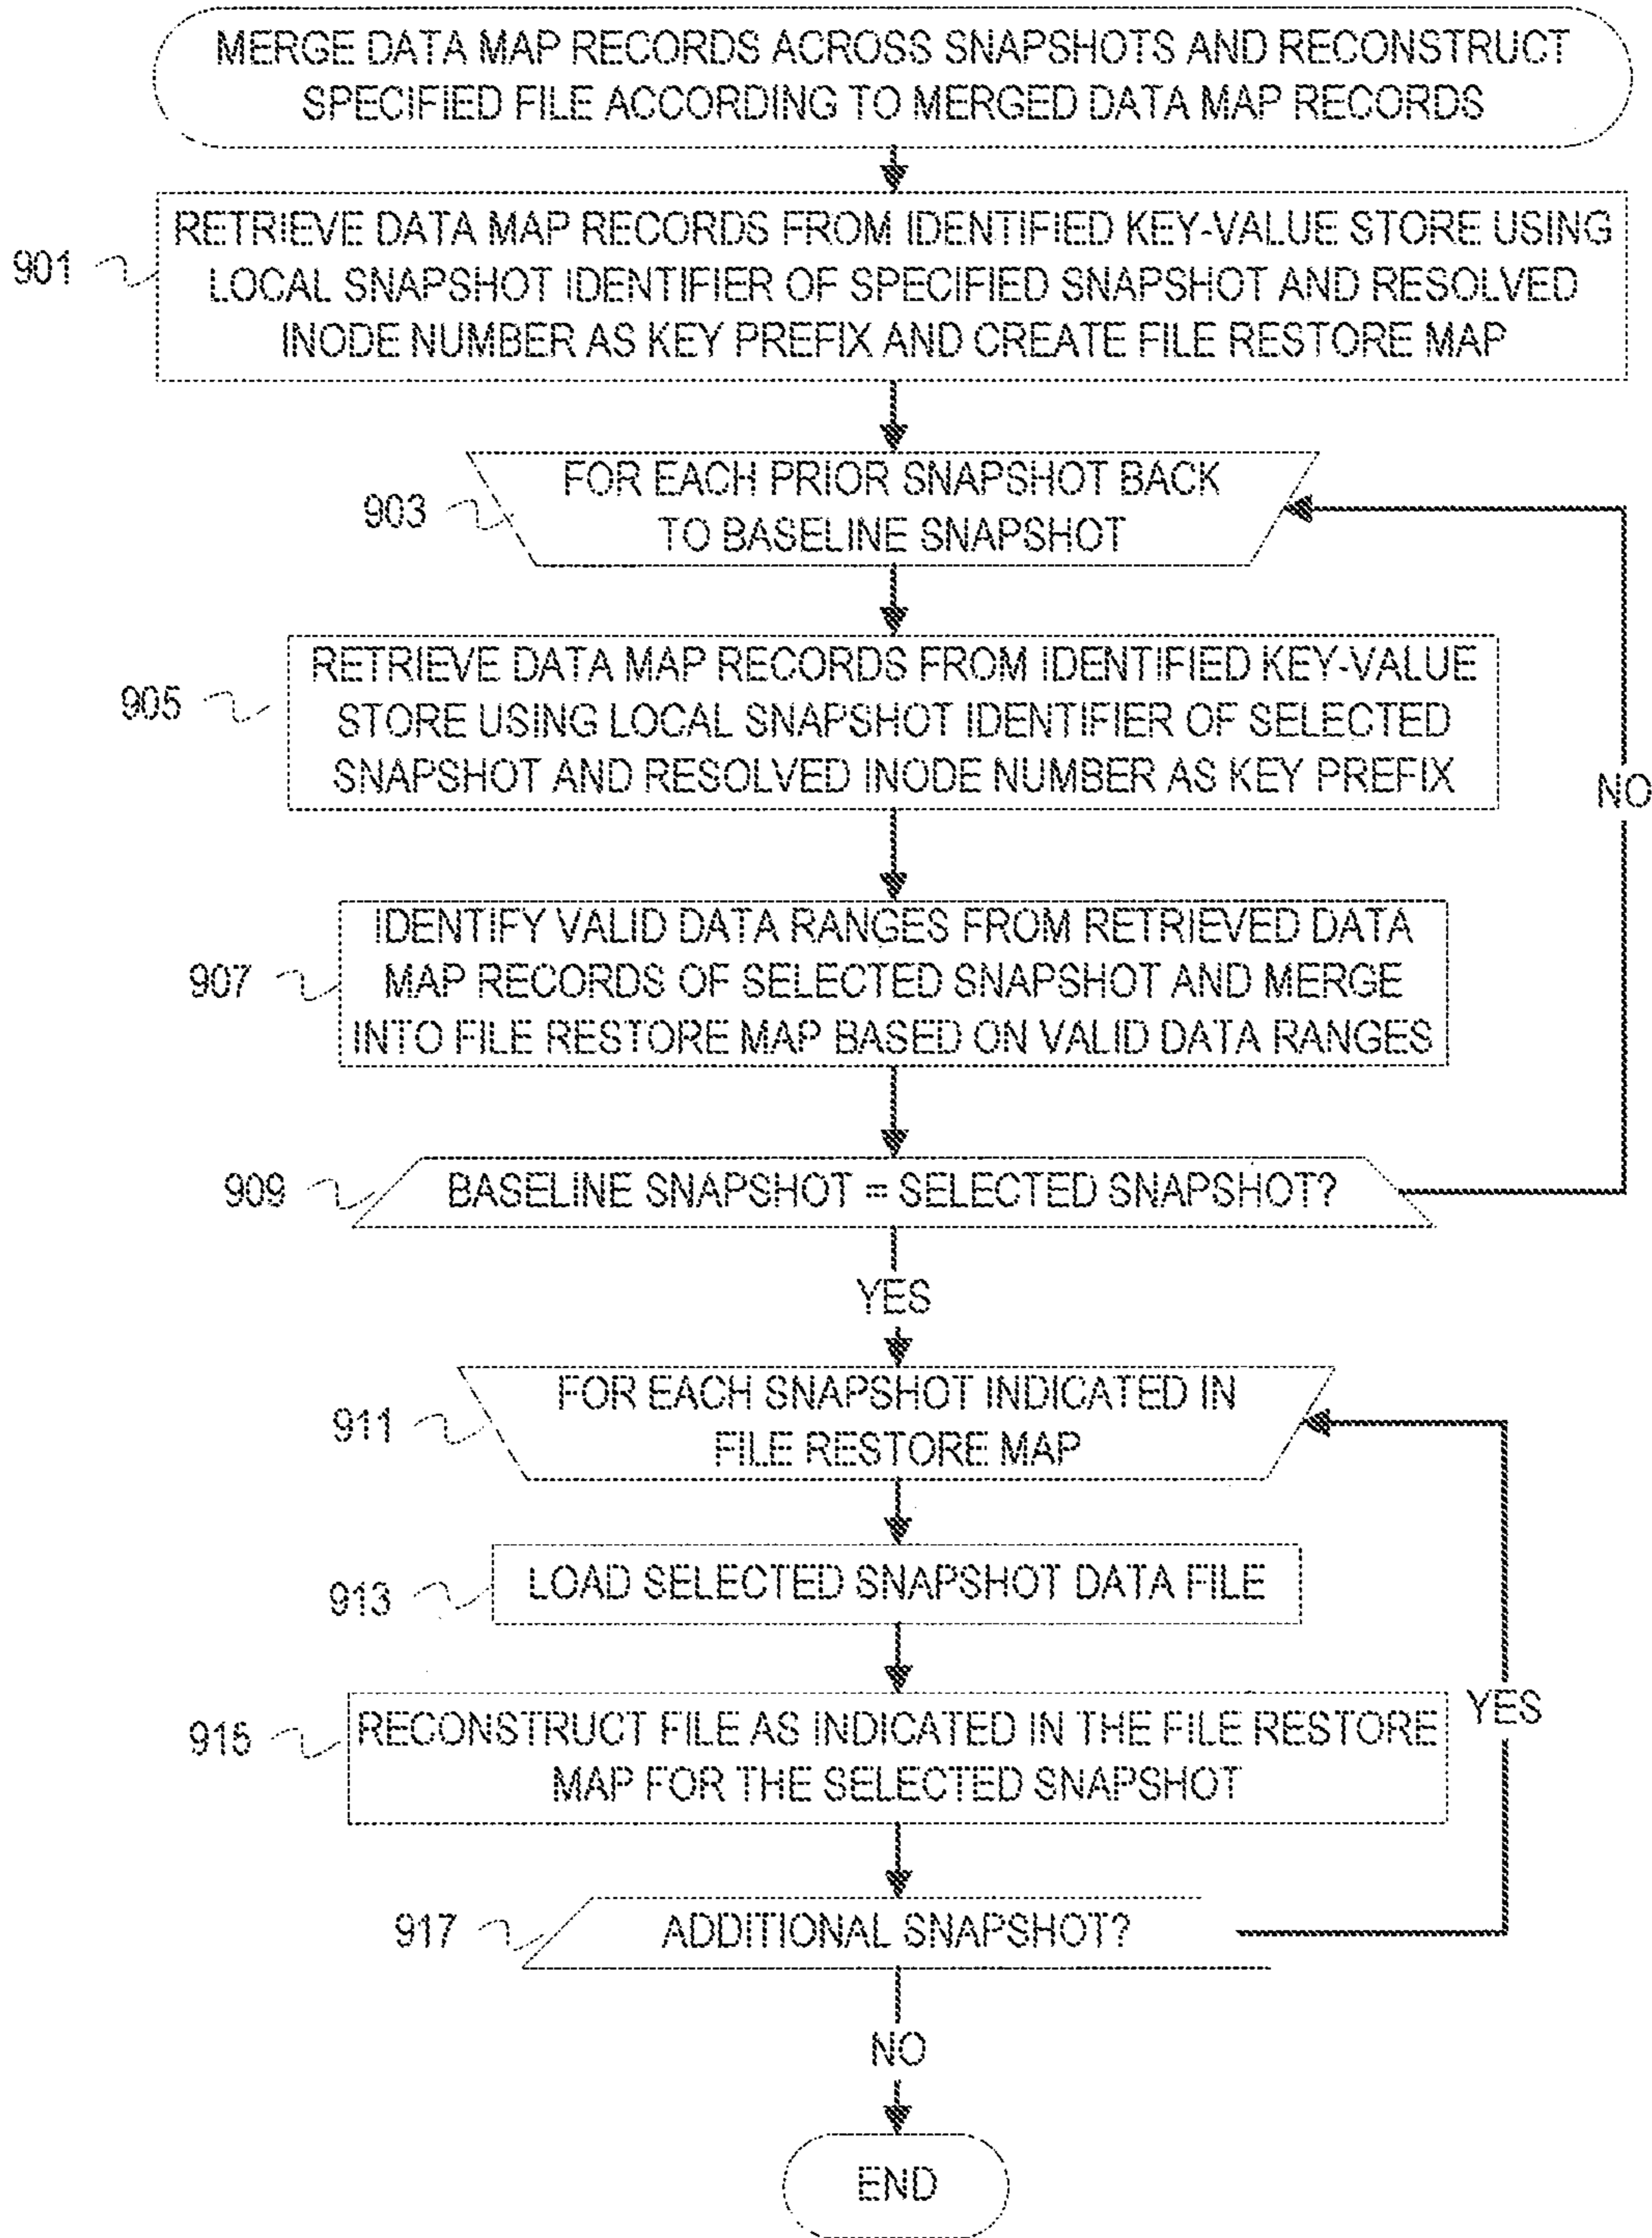 MERGE DATA MAP RECORDS ACROSS SNAPSHOTS AND RECONSTRUCT
SPECIFIED FILE ACCORDING TO MERGED DATA MAP RECORDS
901
RETRIEVE DATA MAP RECORDS FROM IDENTIFIED KEY-VALUE STORE USING
LOCAL SNAPSHOT IDENTIFIER OF SPECIFIED SNAPSHOT AND RESOLVED
INODE NUMBER AS KEY PREFIX AND CREATE FILE RESTORE MAP
903
FOR EACH PRIOR SNAPSHOT BACK
TO BASELINE SNAPSHOT
905
RETRIEVE DATA MAP RECORDS FROM IDENTIFIED KEY-VALUE
STORE USING LOCAL SNAPSHOT IDENTIFIER OF SELECTED
SNAPSHOT AND RESOLVED INODE NUMBER AS KEY PREFIX
NO
907
IDENTIFY VALID DATA RANGES FROM RETRIEVED DATA
MAP RECORDS OF SELECTED SNAPSHOT AND MERGE
INTO FILE RESTORE MAP BASED ON VALID DATA RANGES
909
BASELINE SNAPSHOT = SELECTED SNAPSHOT?
YES
911
FOR EACH SNAPSHOT INDICATED IN
FILE RESTORE MAP
913
LOAD SELECTED SNAPSHOT DATA FILE
915
RECONSTRUCT FILE AS INDICATED IN THE FILE RESTORE
MAP FOR THE SELECTED SNAPSHOT
YES
917
ADDITIONAL SNAPSHOT?
NO
END